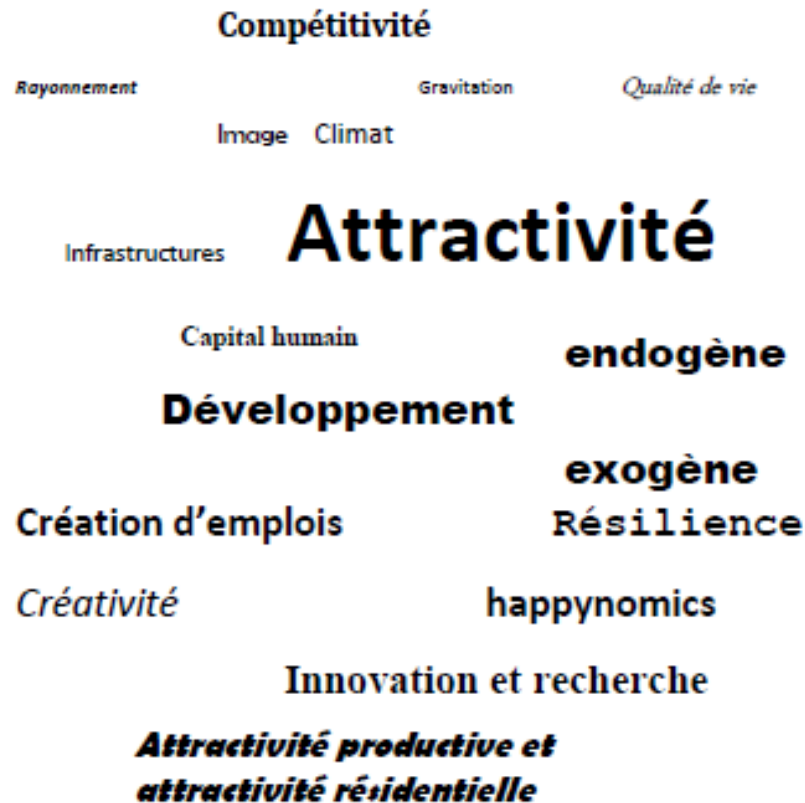 Compétitivité
Rayonnement Gravitation Qualité de vie
Image Climat
Attractivité
Infrastructures
Capital humain
endogène
Développement
exogène
Création d'emplois Résilience
Créativité happynomics
Innovation et recherche
Attractivité productive et
attractivité résidentielle